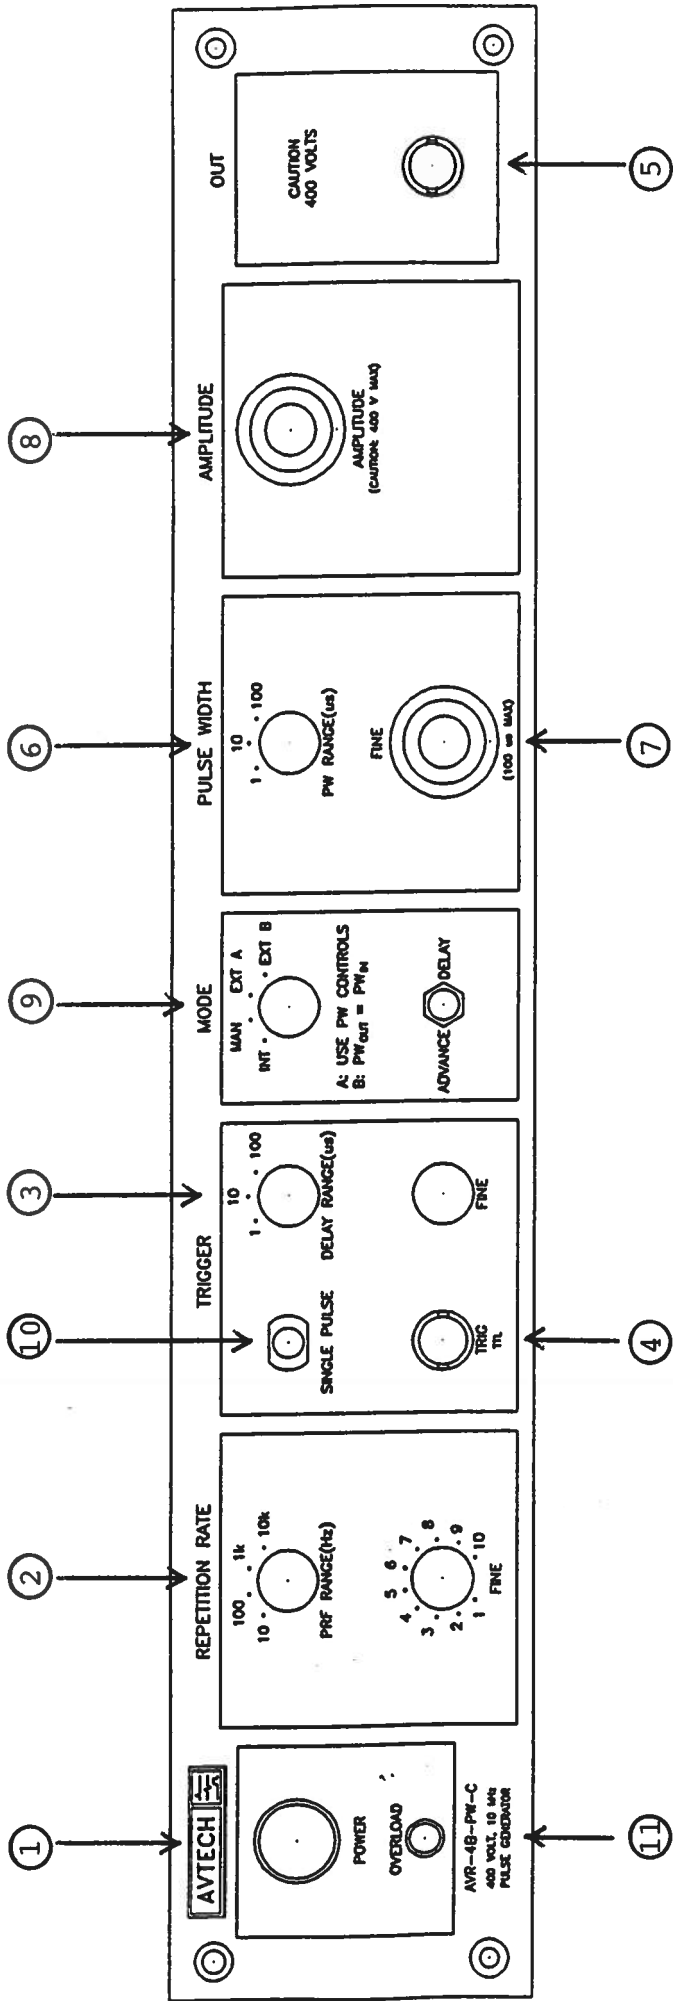 1
2
10
3
9
6
8
AVTECH
POWER
OVERLOAD
AVR-4B-PW-C
400 VOLT, 10 kHz
PULSE GENERATOR
REPETITION RATE
10 100 1k 10k
PRF RANGE(Hz)
1 2 3 4 5 6 7 8 9 10
FINE
TRIGGER
SINGLE PULSE
TRIG
TTL
1 10 100
DELAY RANGE(us)
FINE
MODE
INT MAN EXT A EXT B
A: USE PW CONTROLS
B: PWOUT = PWIN
ADVANCE DELAY
PULSE WIDTH
1 10 100
PW RANGE(us)
FINE
(100 us MAX)
AMPLITUDE
AMPLITUDE
(CAUTION: 400 V MAX)
OUT
CAUTION
400 VOLTS
11
4
7
5